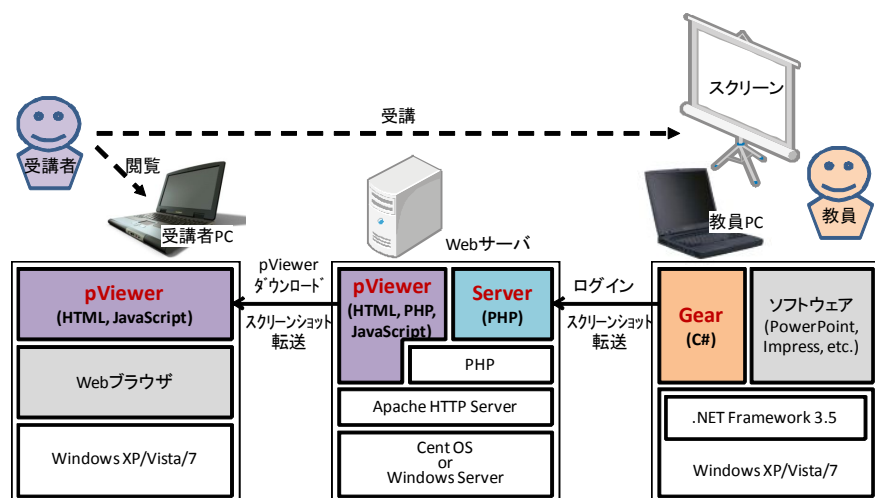 スクリーン
受講
受講者
閲覧
教員
受講者PC
Webサーバ
教員PC
pViewer
(HTML, JavaScript)
Webブラウザ
Windows XP/Vista/7
pViewer
ﾀﾞｳﾝﾛｰﾄﾞ
ｽｸﾘｰﾝｼｮｯﾄ
転送
pViewer
(HTML, PHP,
JavaScript)
Server
(PHP)
PHP
Apache HTTP Server
Cent OS
or
Windows Server
ログイン
ｽｸﾘｰﾝｼｮｯﾄ
転送
Gear
(C#)
ソフトウェア
(PowerPoint,
Impress, etc.)
.NET Framework 3.5
Windows XP/Vista/7